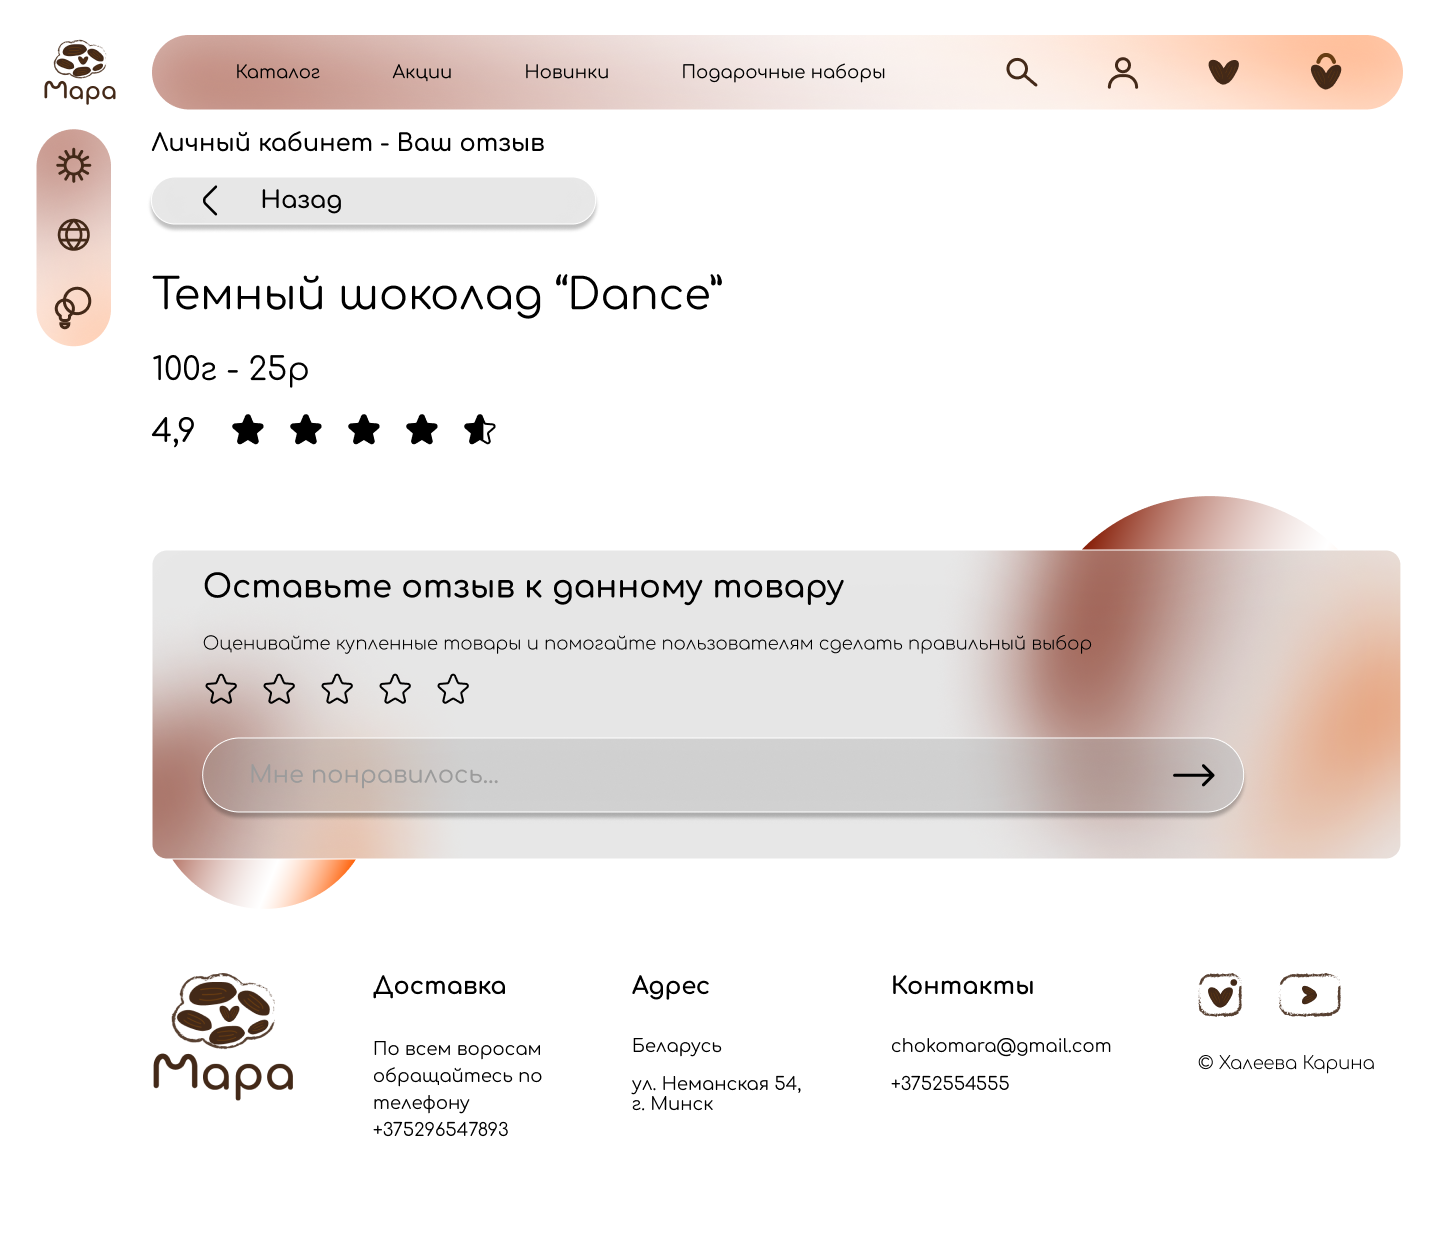 Мара
Каталог
Акции
Новинки
Подарочные наборы
Личный кабинет - Ваш отзыв
Назад
Темный шоколад “Dance”
100г - 25р
4,9
Оставьте отзыв к данному товару
Оценивайте купленные товары и помогайте пользователям сделать правильный выбор
Мне понравилось...
Мара
Доставка
По всем воросам
обращайтесь по
телефону
+375296547893
Адрес
Беларусь
ул. Неманская 54,
г. Минск
Контакты
chokomara@gmail.com
+3752554555
© Халеева Карина